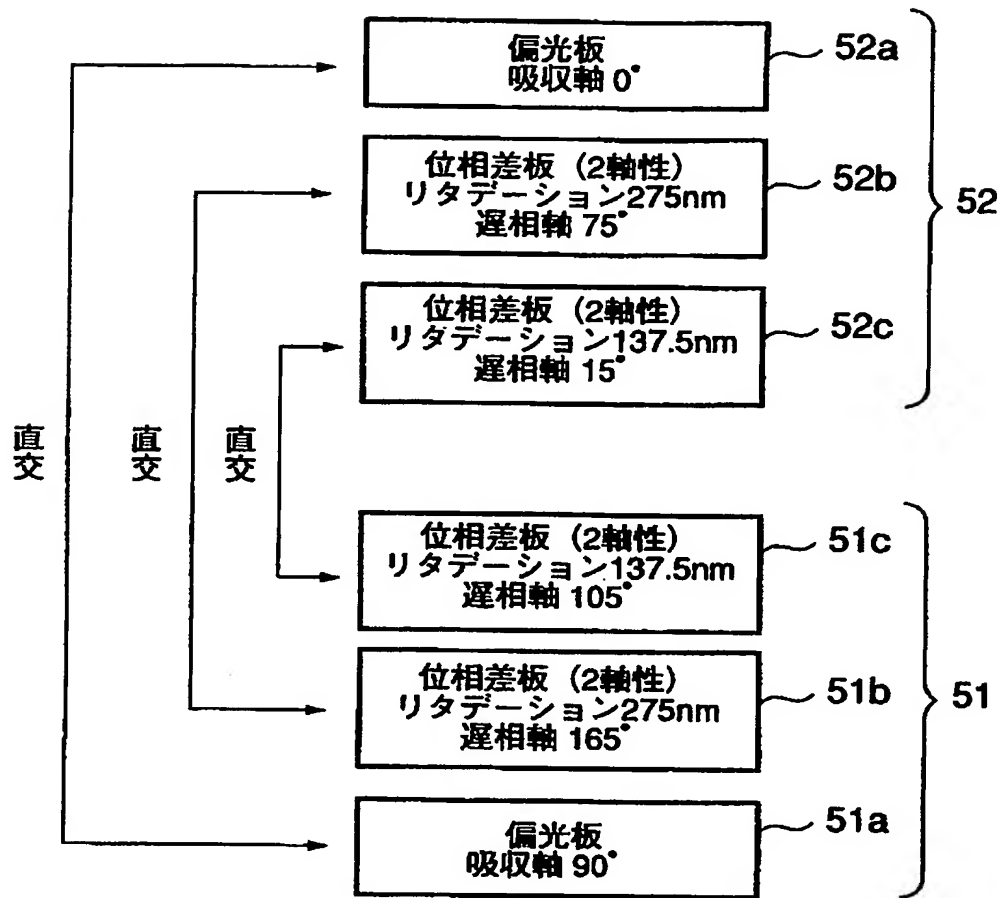 偏光板
吸収軸 0°
52a
位相差板 (2軸性)
リタデーション275nm
遅相軸 75°
52b
52
位相差板 (2軸性)
リタデーション137.5nm
遅相軸 15°
52c
直交
直交
直交
位相差板 (2軸性)
リタデーション137.5nm
遅相軸 105°
51c
位相差板 (2軸性)
リタデーション275nm
遅相軸 165°
51b
51
偏光板
吸収軸 90°
51a